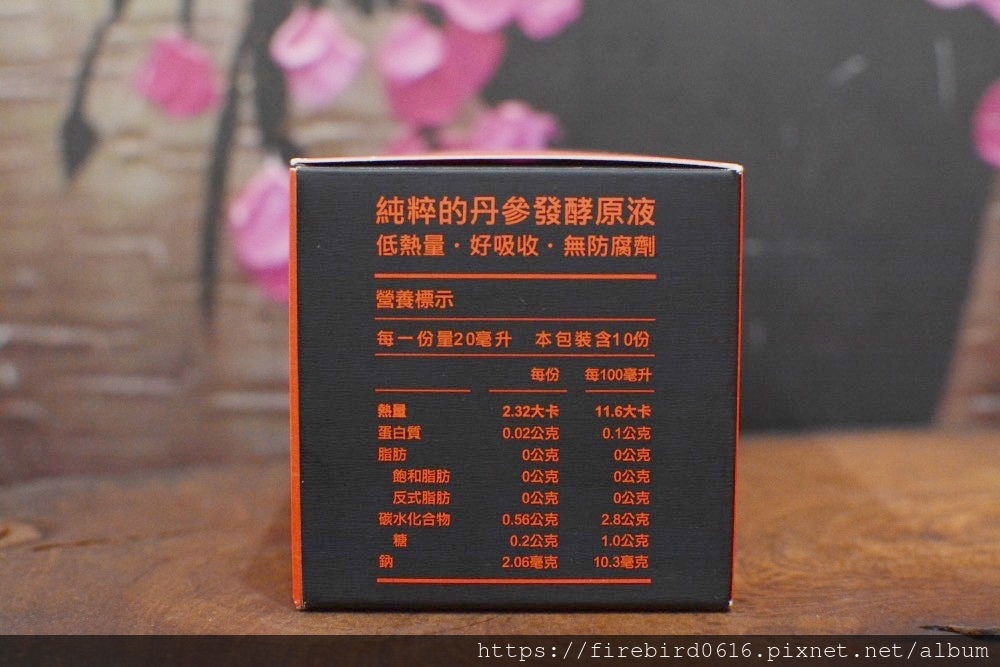 純粹的丹參發酵原液
低熱量・好吸收・無防腐劑
營養標示
每一份量20毫升 本包裝含10份
每份 每100毫升
熱量 2.32大卡 11.6大卡
蛋白質 0.02公克 0.1公克
脂肪 0公克 0公克
飽和脂肪 0公克 0公克
反式脂肪 0公克 0公克
碳水化合物 0.56公克 2.8公克
糖 0.2公克 1.0公克
鈉 2.06毫克 10.3毫克
https://firebird0616.pixnet.net/album